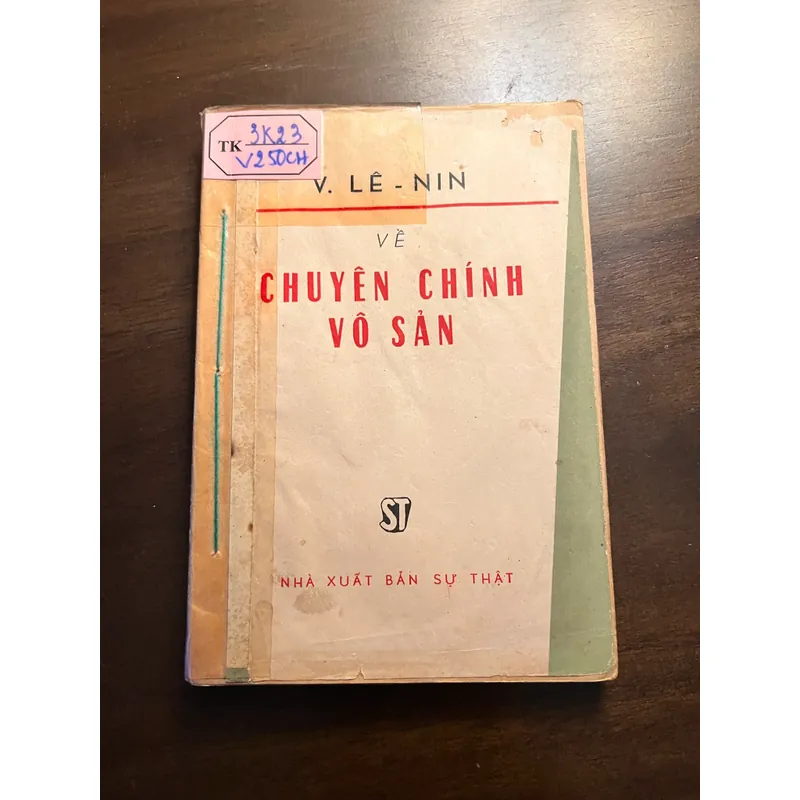 TK 3K23
V250CH
V. LÊ - NIN
VỀ
CHUYÊN CHÍNH
VÔ SẢN
ST
NHÀ XUẤT BẢN SỰ THẬT